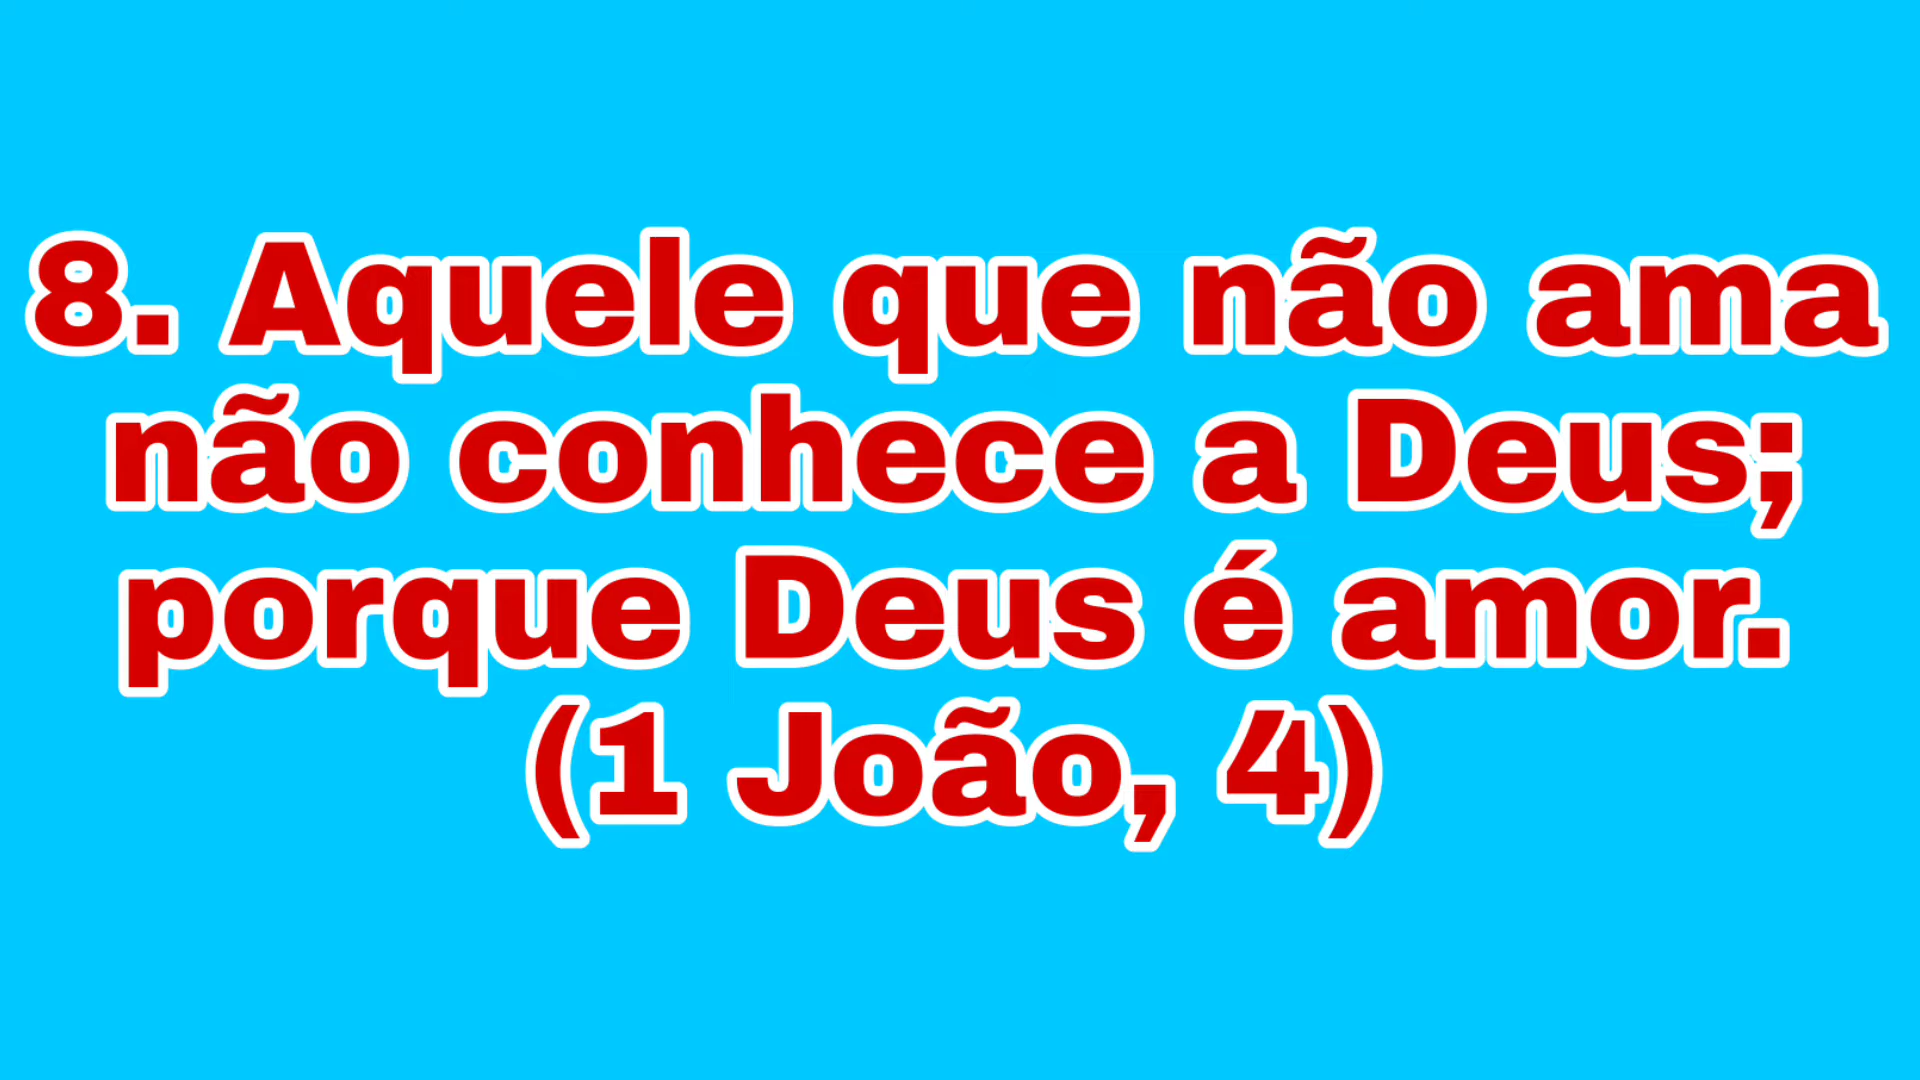 8. Aquele que não ama
não conhece a Deus;
porque Deus é amor.
(1 João, 4)